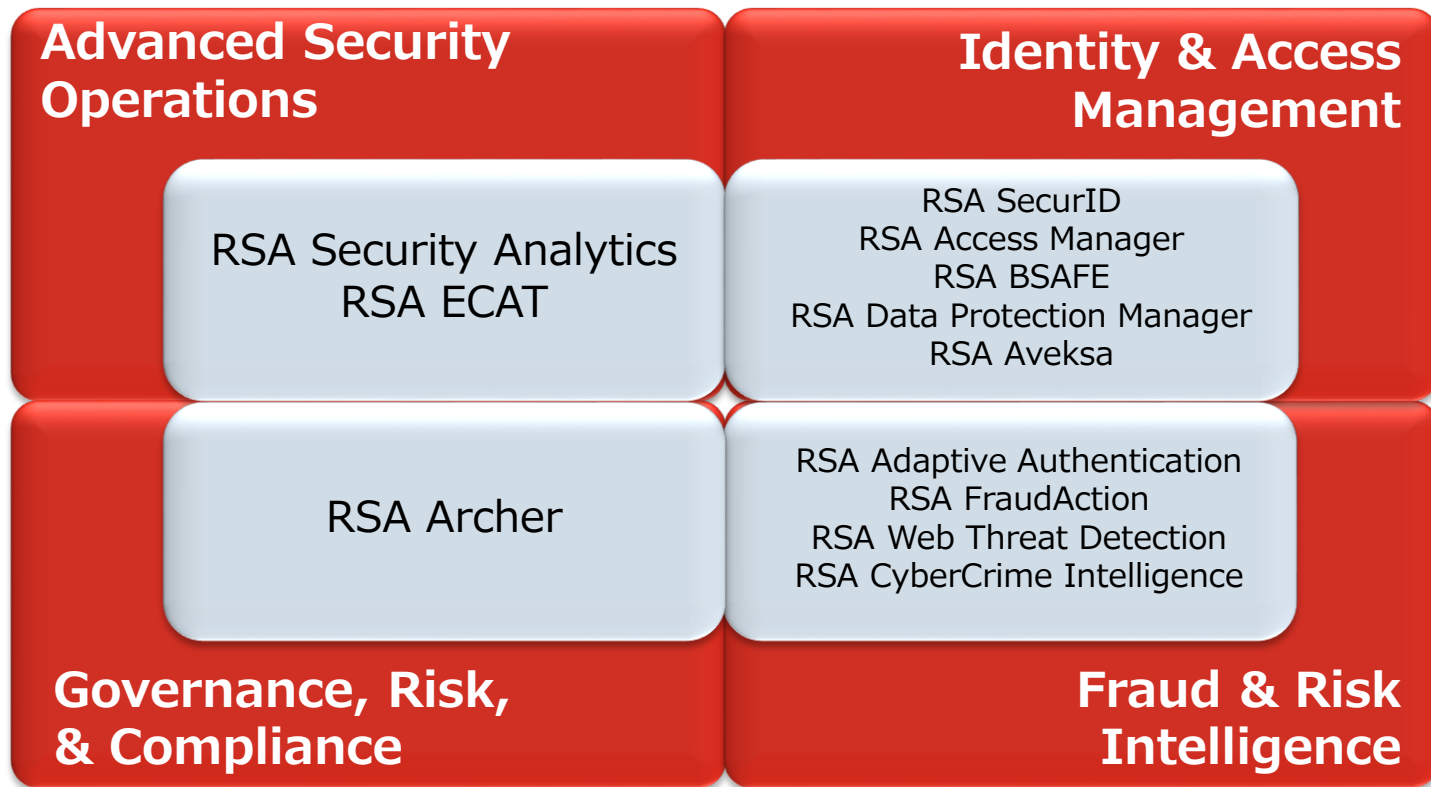 Advanced Security
Operations
RSA Security Analytics
RSA ECAT
Identity & Access
Management
RSA SecurID
RSA Access Manager
RSA BSAFE
RSA Data Protection Manager
RSA Aveksa
RSA Archer
Governance, Risk,
& Compliance
RSA Adaptive Authentication
RSA FraudAction
RSA Web Threat Detection
RSA CyberCrime Intelligence
Fraud & Risk
Intelligence